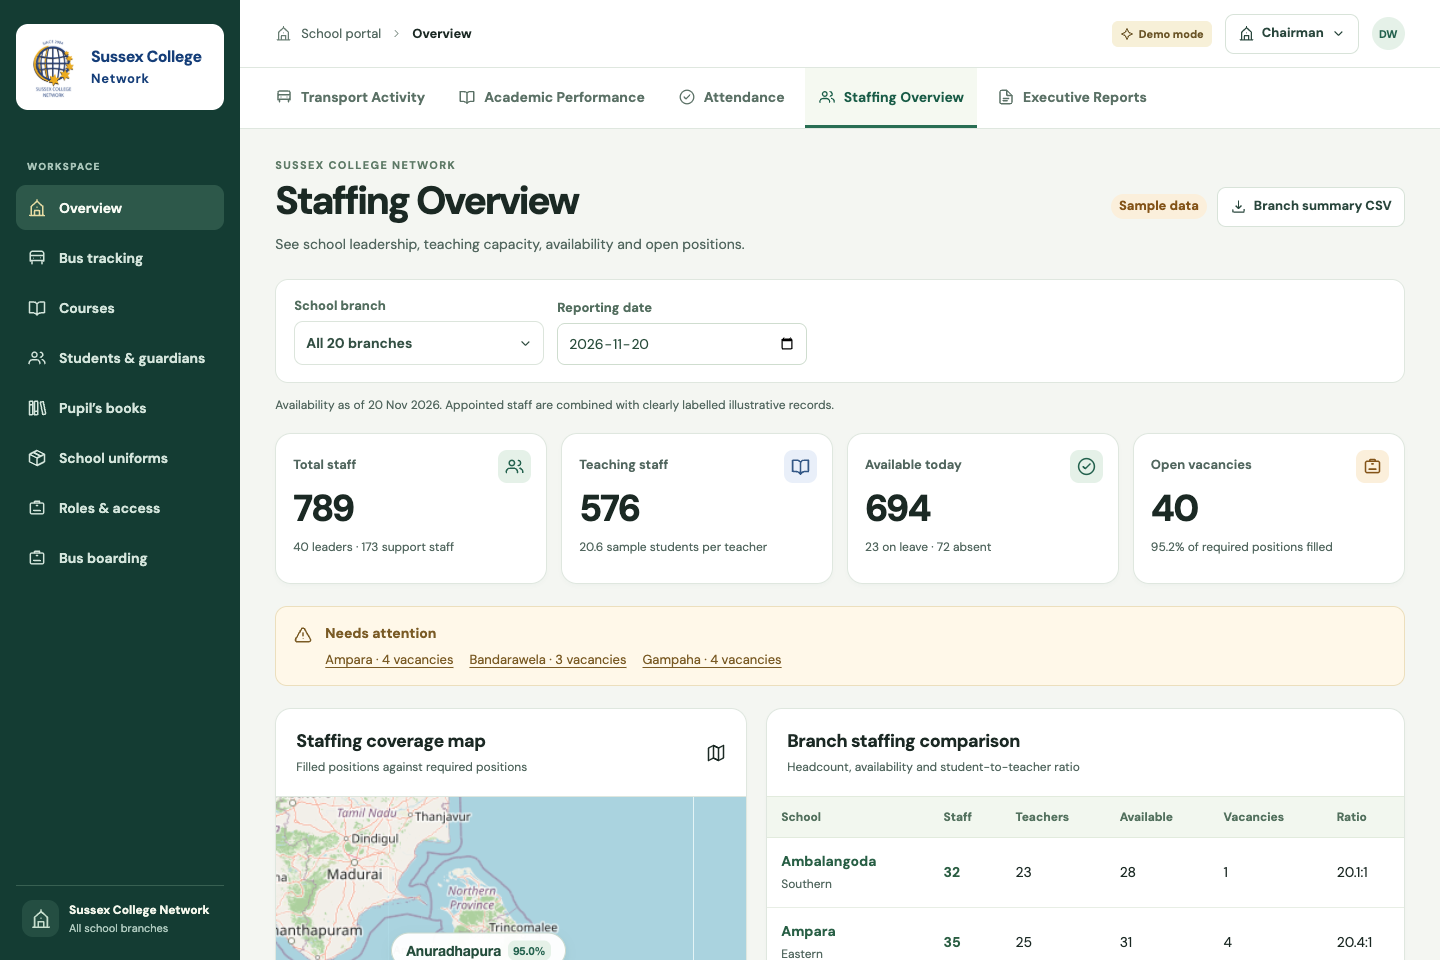 Sussex College
Network
SUSSEX COLLEGE
NETWORK
WORKSPACE
Overview
Bus tracking
Courses
Students & guardians
Pupil's books
School uniforms
Roles & access
Bus boarding
Sussex College Network
All school branches
School portal
Overview
Demo mode
Chairman
DW
Transport Activity
Academic Performance
Attendance
Staffing Overview
Executive Reports
SUSSEX COLLEGE NETWORK
Staffing Overview
See school leadership, teaching capacity, availability and open positions.
Sample data
Branch summary CSV
School branch
All 20 branches
Reporting date
2026-11-20
Availability as of 20 Nov 2026. Appointed staff are combined with clearly labelled illustrative records.
Total staff
789
40 leaders · 173 support staff
Teaching staff
576
20.6 sample students per teacher
Available today
694
23 on leave · 72 absent
Open vacancies
40
95.2% of required positions filled
Needs attention
Ampara · 4 vacancies Bandarawela · 3 vacancies Gampaha · 4 vacancies
Staffing coverage map
Filled positions against required positions
Tamil Nadu
Thanjavur
Dindigul
Madurai
Northern
Province
Trincomalee
nanthapuram
Anuradhapura 95.0%
Branch staffing comparison
Headcount, availability and student-to-teacher ratio
School Staff Teachers Available Vacancies Ratio
Ambalangoda 32 23 28 1 20.1:1
Southern
Ampara 35 25 31 4 20.4:1
Eastern